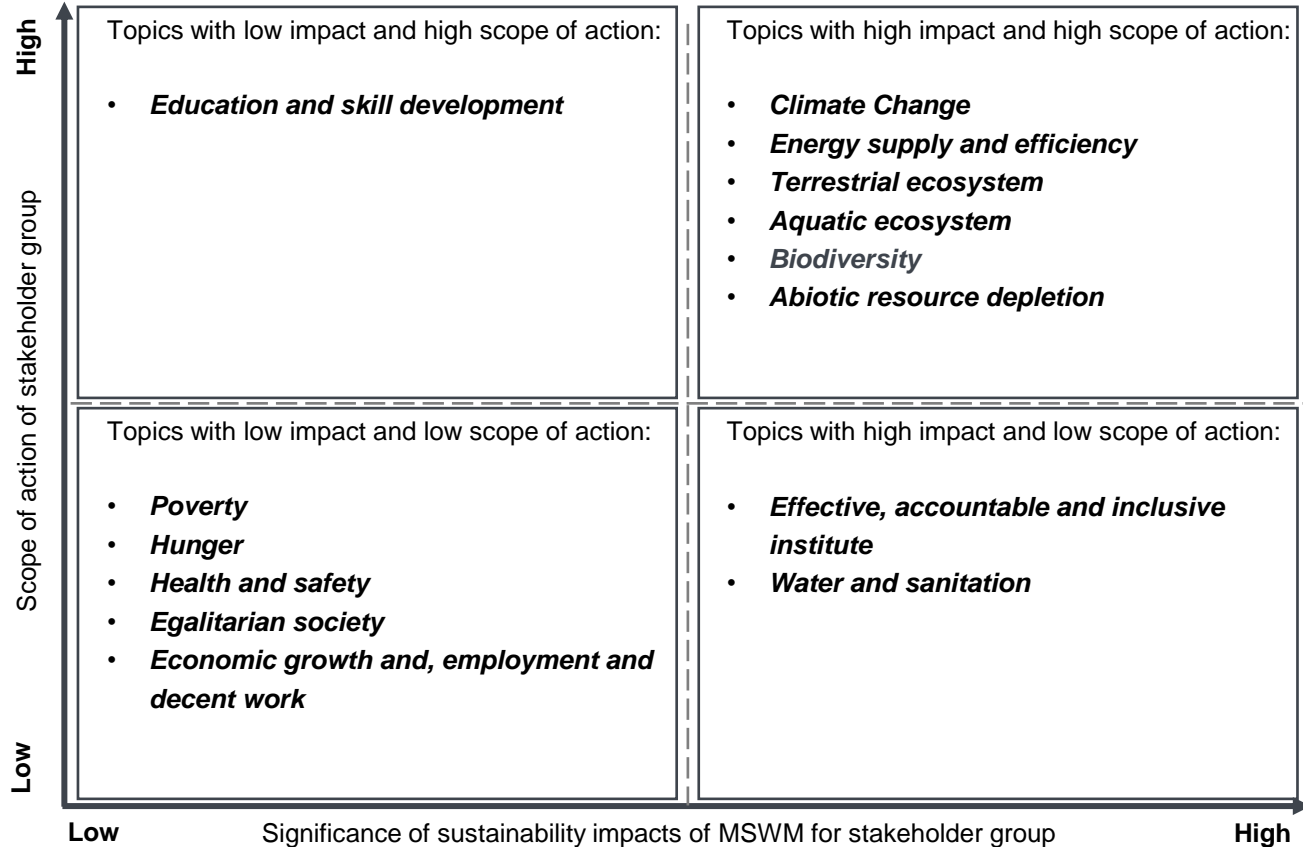 High
Scope of action of stakeholder group
Low
Topics with low impact and high scope of action:
• Education and skill development
Topics with high impact and high scope of action:
• Climate Change
• Energy supply and efficiency
• Terrestrial ecosystem
• Aquatic ecosystem
• Biodiversity
• Abiotic resource depletion
Topics with low impact and low scope of action:
• Poverty
• Hunger
• Health and safety
• Egalitarian society
• Economic growth and, employment and
decent work
Topics with high impact and low scope of action:
• Effective, accountable and inclusive
institute
• Water and sanitation
Low
Significance of sustainability impacts of MSWM for stakeholder group
High